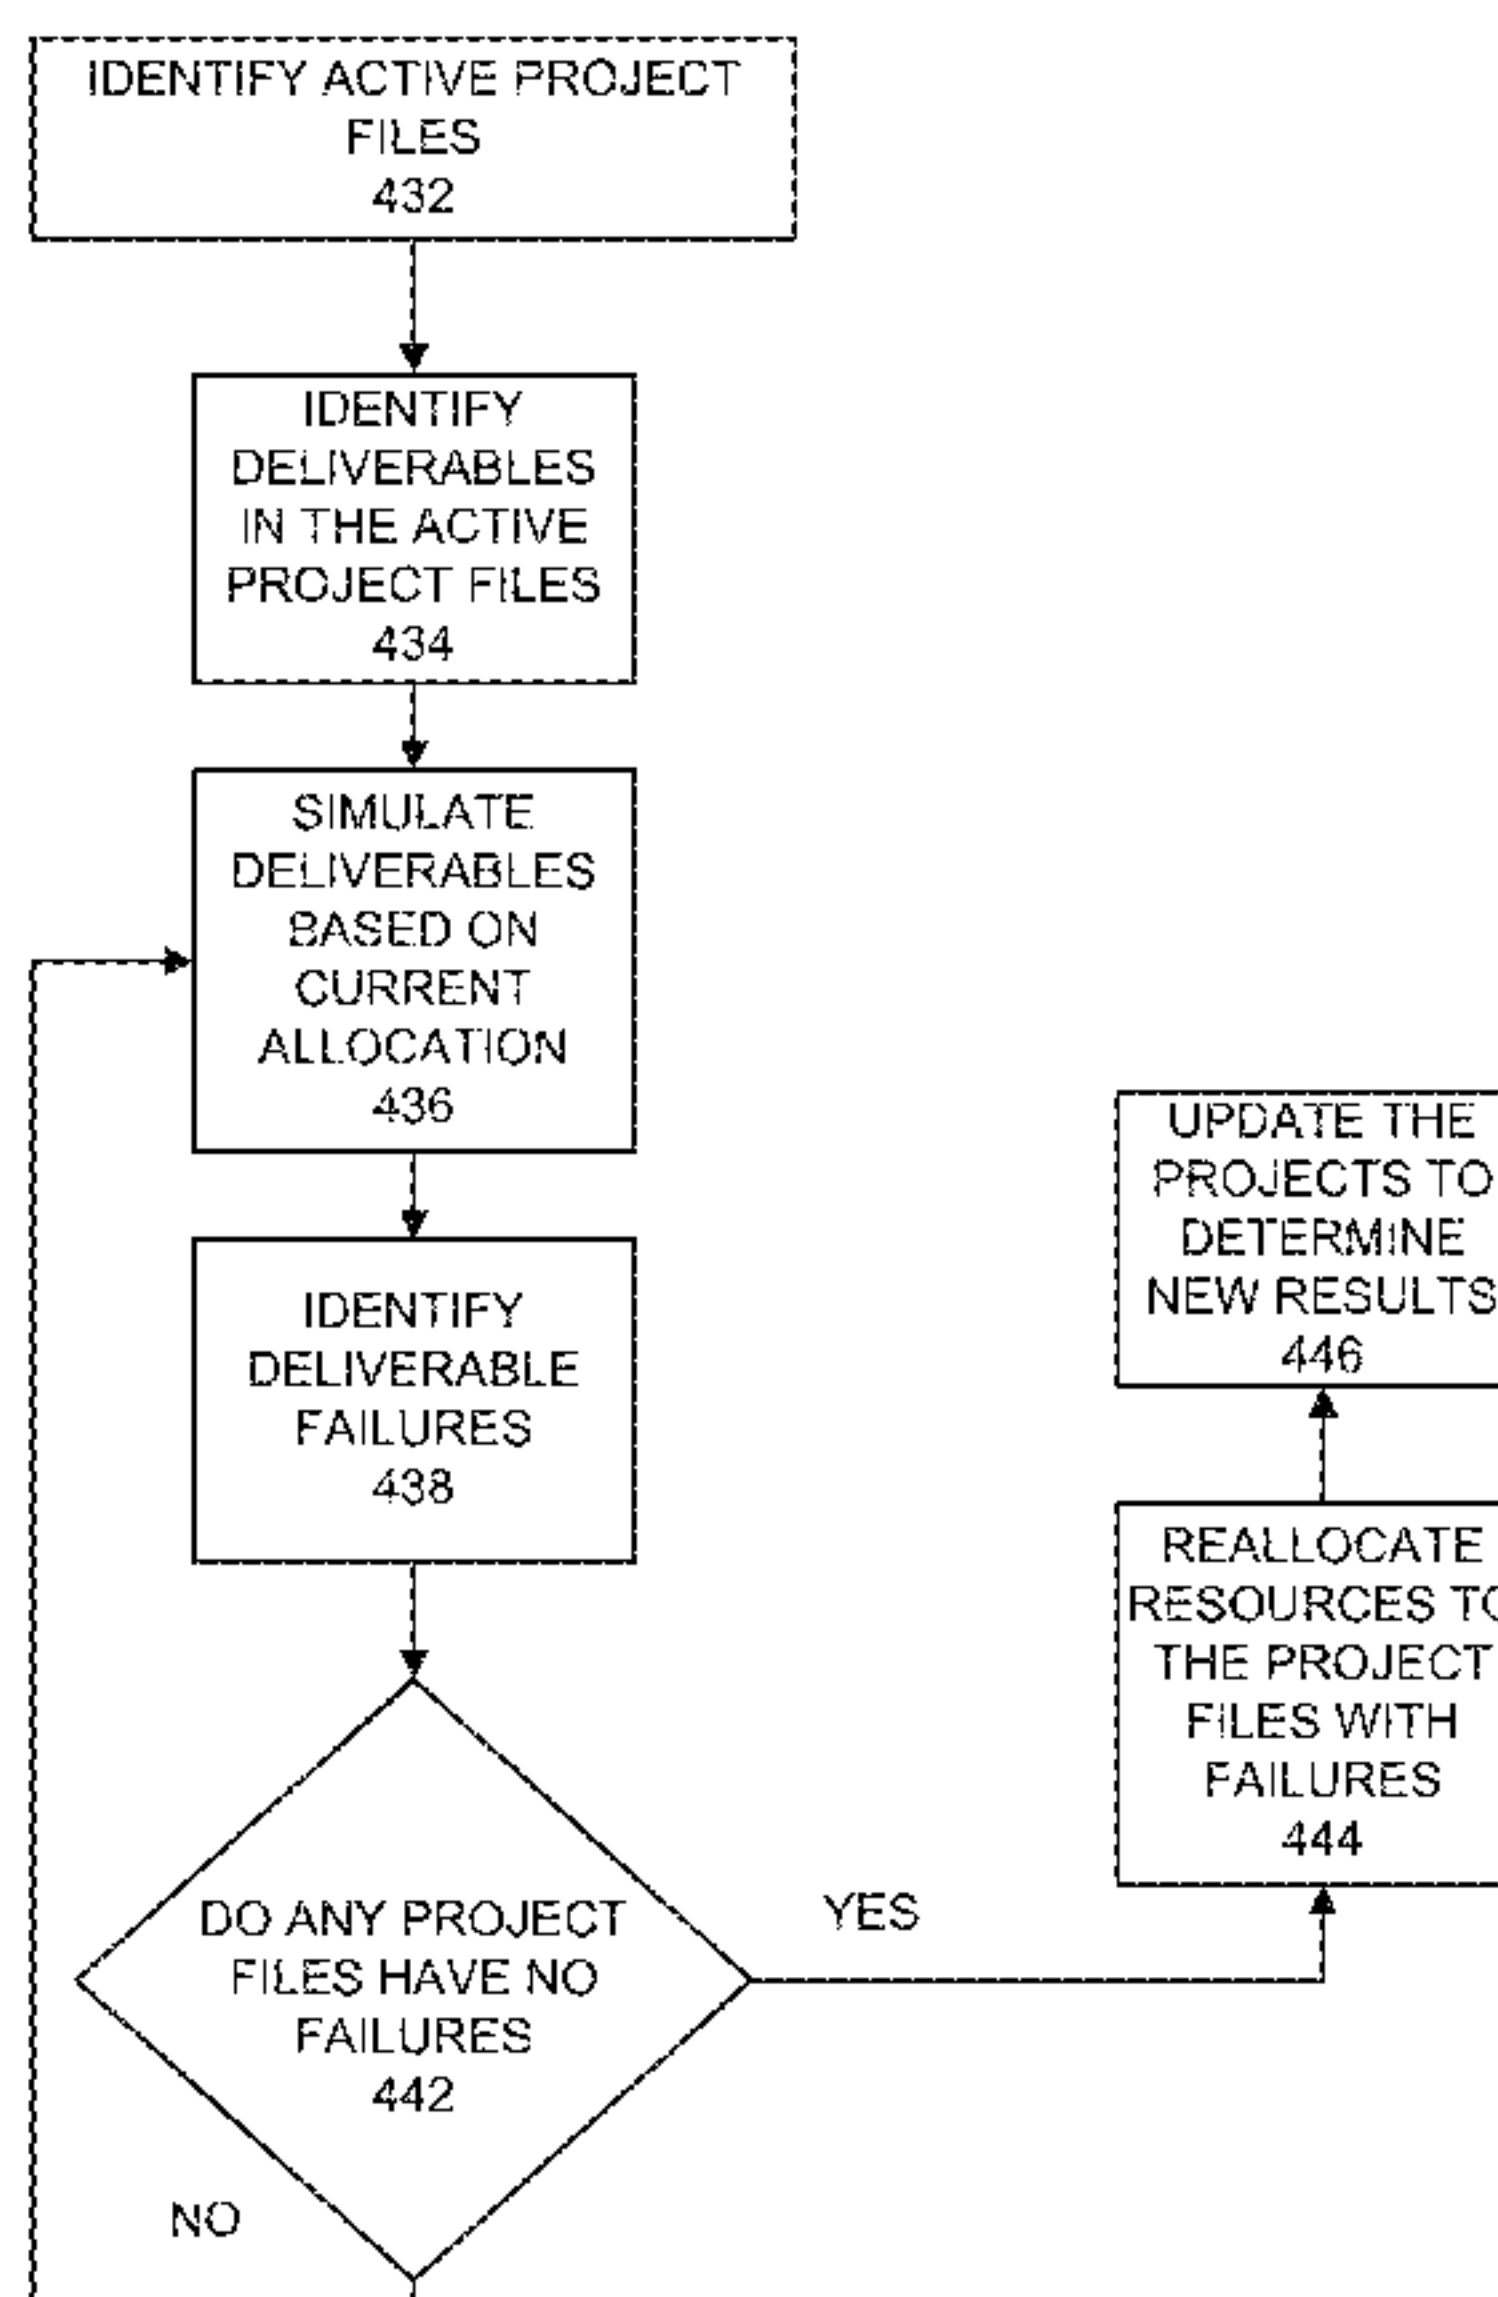 IDENTIFY ACTIVE PROJECT
FILES
432
IDENTIFY
DELIVERABLES
IN THE ACTIVE
PROJECT FILES
434
SIMULATE
DELIVERABLES
BASED ON
CURRENT
ALLOCATION
436
IDENTIFY
DELIVERABLE
FAILURES
438
DO ANY PROJECT
FILES HAVE NO
FAILURES
442
NO
YES
REALLOCATE
RESOURCES TO
THE PROJECT
FILES WITH
FAILURES
444
UPDATE THE
PROJECTS TO
DETERMINE
NEW RESULTS
446